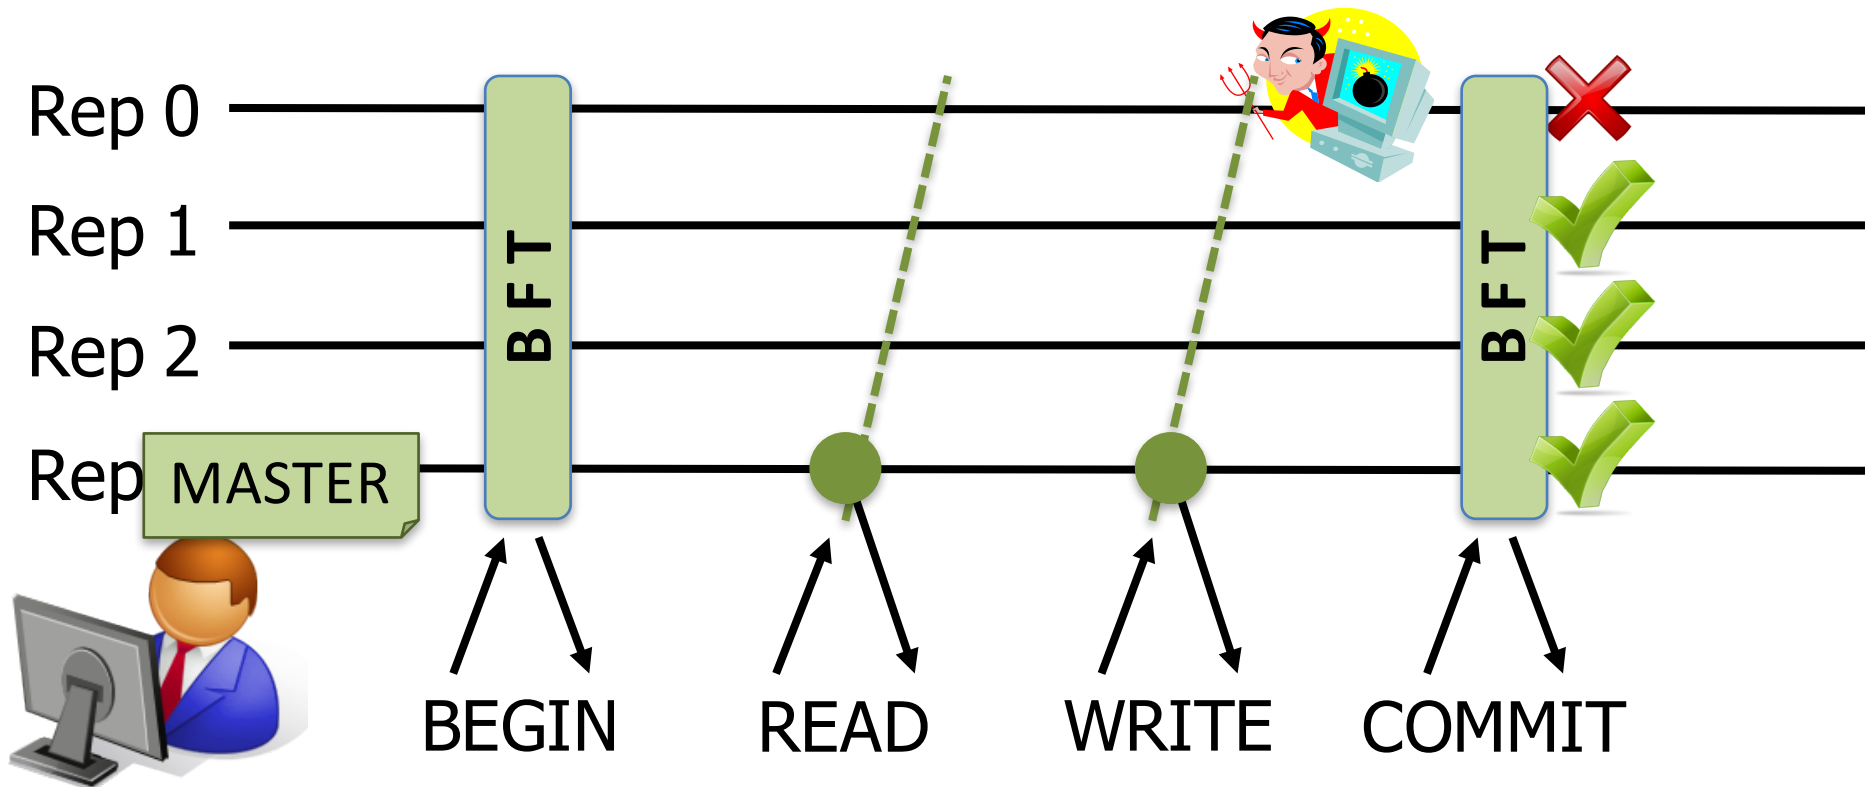 Rep 0
Rep 1
Rep 2
Rep
MASTER
BFT
BFT
BEGIN
READ
WRITE
COMMIT